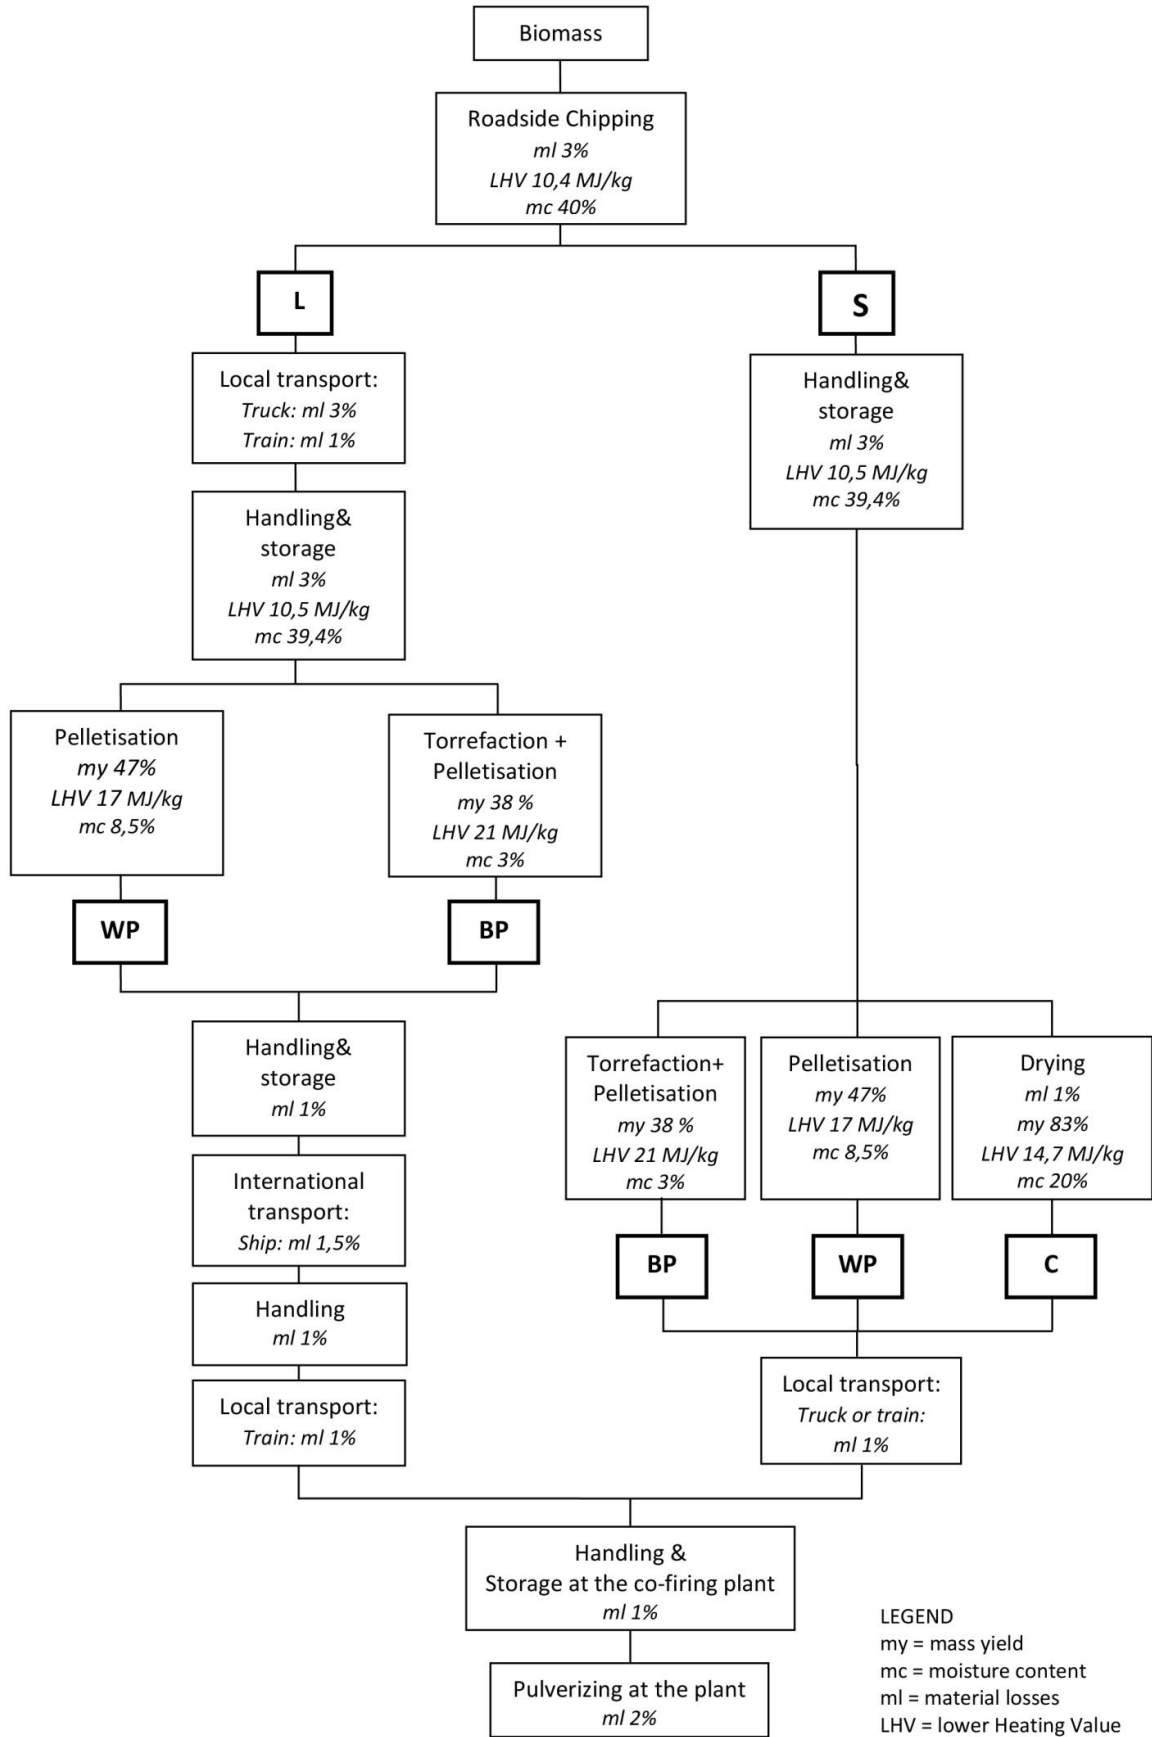 Biomass
Roadside Chipping
ml 3%
LHV 10,4 MJ/kg
mc 40%
L
Local transport:
Truck: ml 3%
Train: ml 1%
Handling&
storage
ml 3%
LHV 10,5 MJ/kg
mc 39,4%
Pelletisation
my 47%
LHV 17 MJ/kg
mc 8,5%
WP
Torrefaction +
Pelletisation
my 38 %
LHV 21 MJ/kg
mc 3%
BP
Handling&
storage
ml 1%
International
transport:
Ship: ml 1,5%
Handling
ml 1%
Local transport:
Train: ml 1%
S
Handling&
storage
ml 3%
LHV 10,5 MJ/kg
mc 39,4%
Torrefaction+
Pelletisation
my 38 %
LHV 21 MJ/kg
mc 3%
BP
Pelletisation
my 47%
LHV 17 MJ/kg
mc 8,5%
WP
Drying
ml 1%
my 83%
LHV 14,7 MJ/kg
mc 20%
C
Local transport:
Truck or train:
ml 1%
Handling &
Storage at the co-firing plant
ml 1%
Pulverizing at the plant
ml 2%
LEGEND
my = mass yield
mc = moisture content
ml = material losses
LHV = lower Heating Value